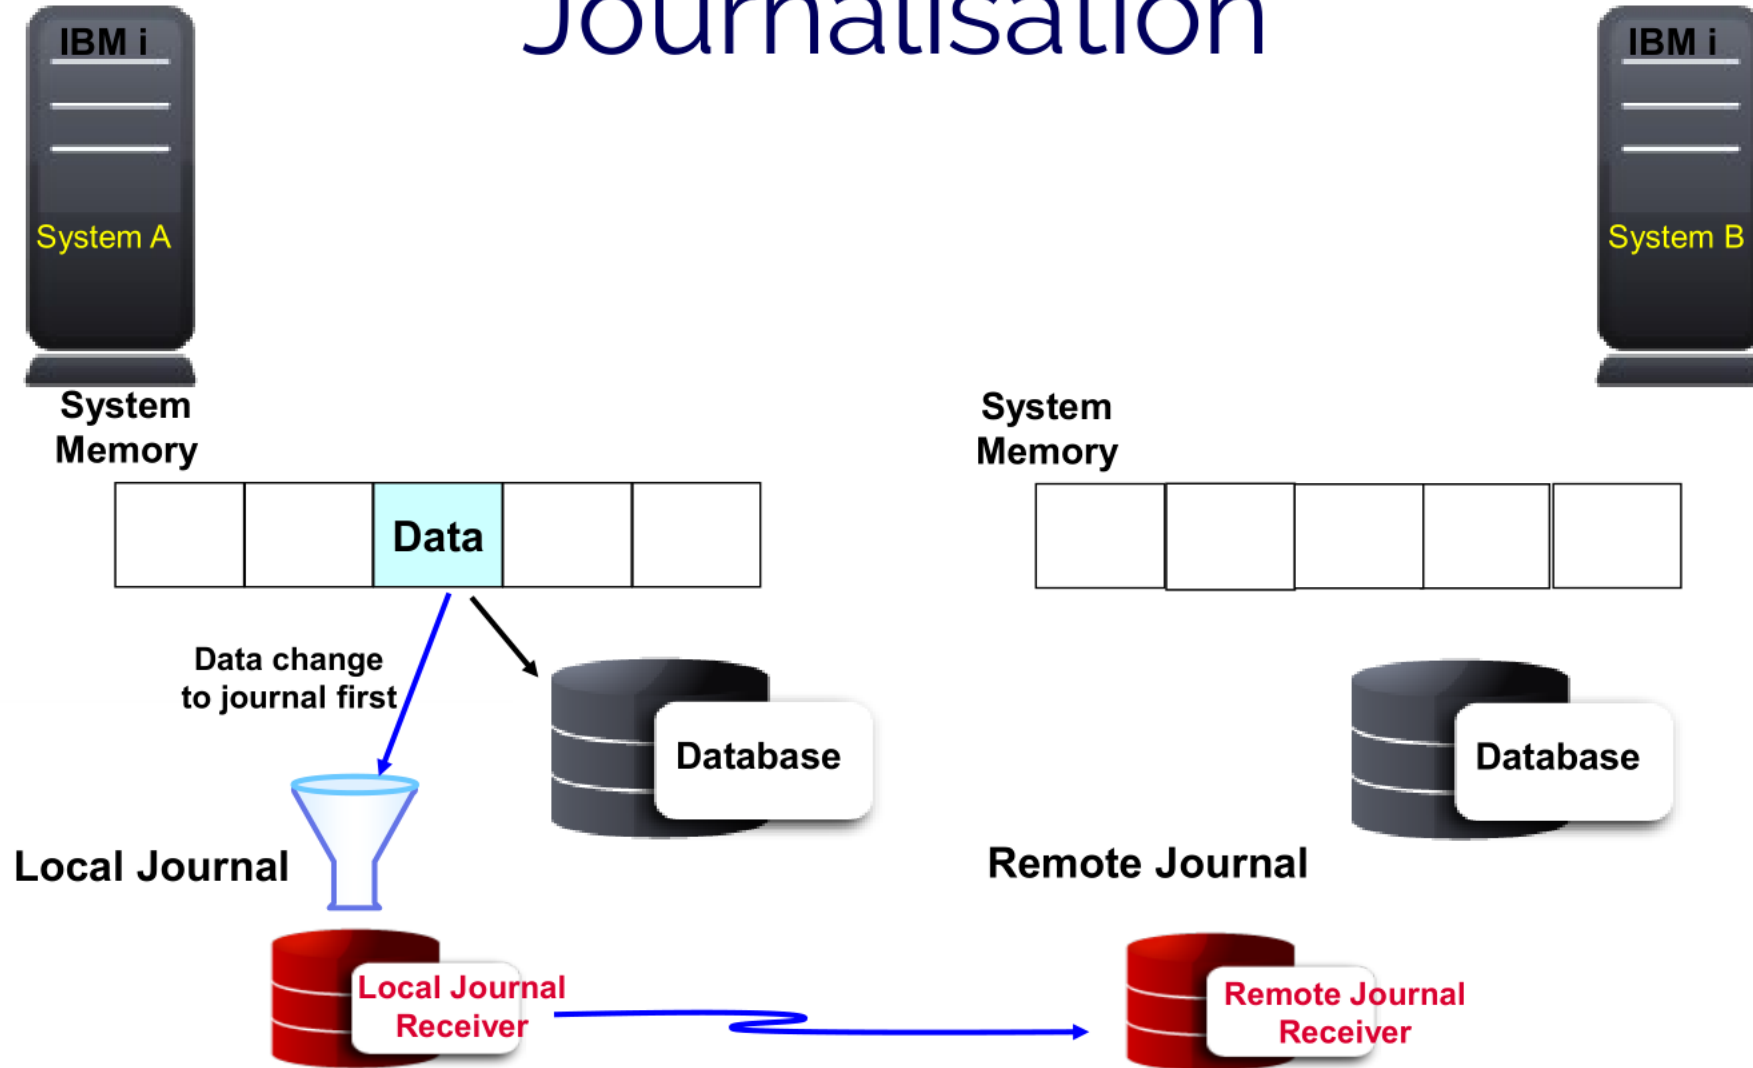 Journalisation
IBM i
IBM i
System A
System B
System
Memory
System
Memory
Data
Data change
to journal first
Database
Database
Local Journal
Remote Journal
Local Journal
Receiver
Remote Journal
Receiver